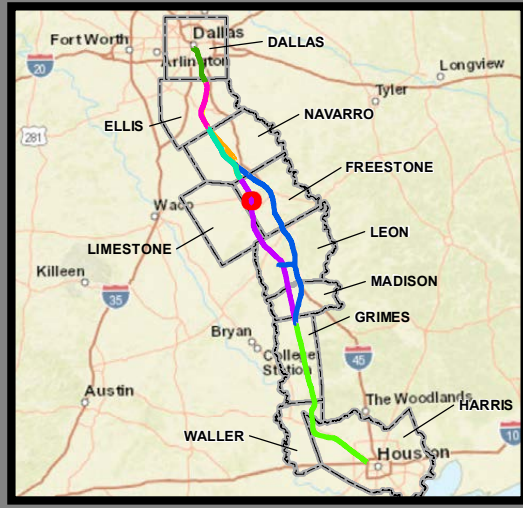 Fort Worth
Dallas
DALLAS
Arlington
Longview
20
Tyler
ELLIS
NAVARRO
281
FREESTONE
Waco
LEON
LIMESTONE
Killeen
MADISON
35
GRIMES
Bryan
College
Station
45
Austin
The Woodlands
HARRIS
WALLER
10
Houston